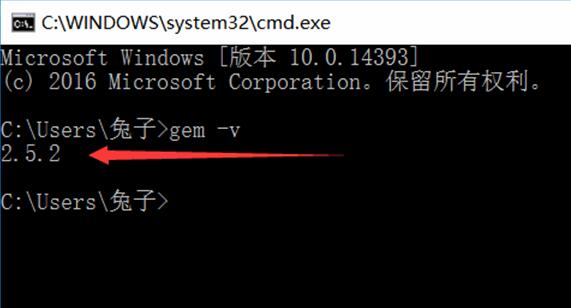 C:\WINDOWS\system32\cmd.exe
Microsoft Windows [版本 10.0.14393]
(c) 2016 Microsoft Corporation。保留所有权利。
C:\Users\兔子>gem -v
2.5.2
C:\Users\兔子>